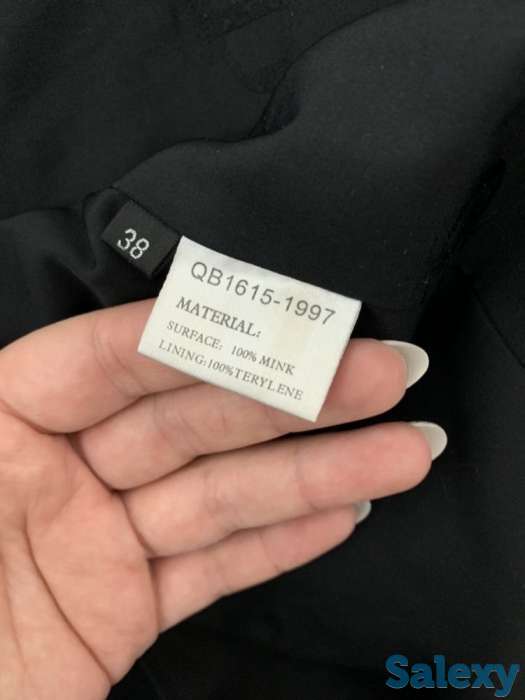 38
QB1615-1997
MATERIAL:
SURFACE: 100% MINK
LINING:100%TERYLENE
Salexy